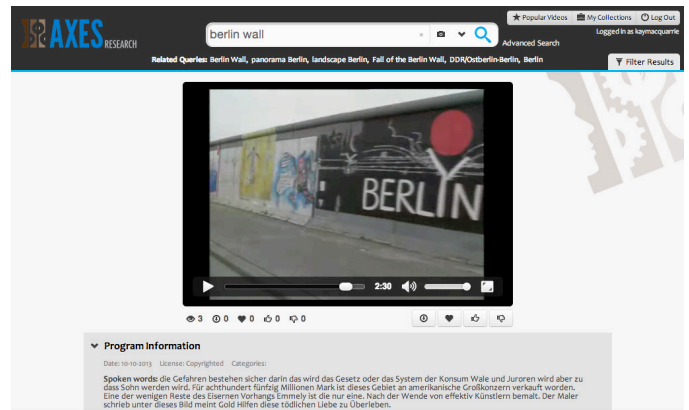 Popular Videos My Collections Log Out
AXES RESEARCH
berlin wall
Logged in as kaymacquarrie
Advanced Search
Related Queries: Berlin Wall, panorama Berlin, landscape Berlin, Fall of the Berlin Wall, DDR/Ostberlin-Berlin, Berlin
Filter Results
BERLIN
2:30
3 0 0 0 0
Program Information
Date: 10-10-2013 License: Copyrighted Categories:
Spoken words: die Gefahren bestehen sicher darin das wird das Gesetz oder das System der Konsum Wale und Juroren wird aber zu
dass Sohn werden wird. Für achthundert fünfzig Millionen Mark ist dieses Gebiet an amerikanische Großkonzern verkauft worden.
Eine der wenigen Reste des Eisernen Vorhangs Emmely ist die nur eine. Nach der Wende von effektiv Künstlern bemalt. Der Maler
schrieb unter dieses Bild meint Gold Hilfen diese tödlichen Liebe zu Überleben.